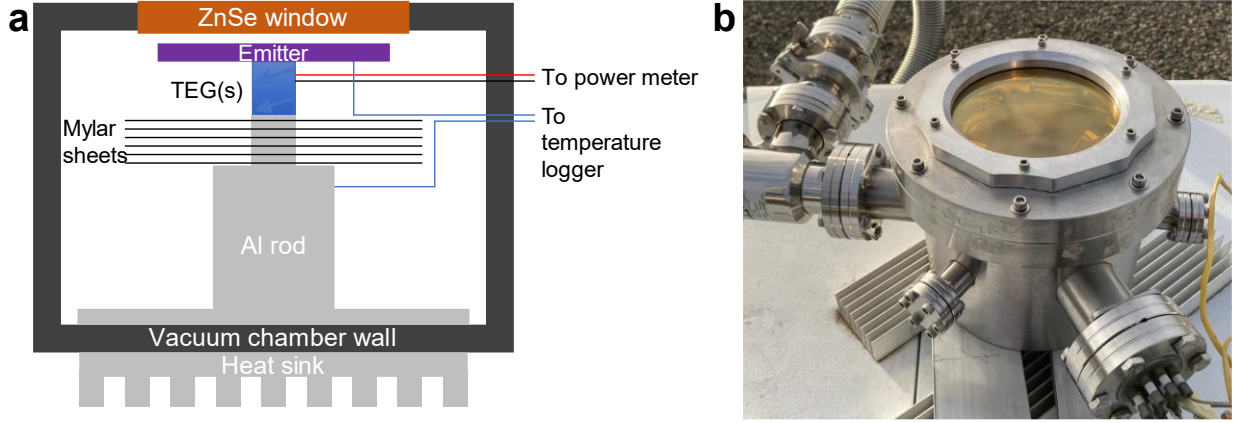 a
ZnSe window
Emitter
TEG(s)
To power meter
Mylar
sheets
To
temperature
logger
Al rod
Vacuum chamber wall
Heat sink
b